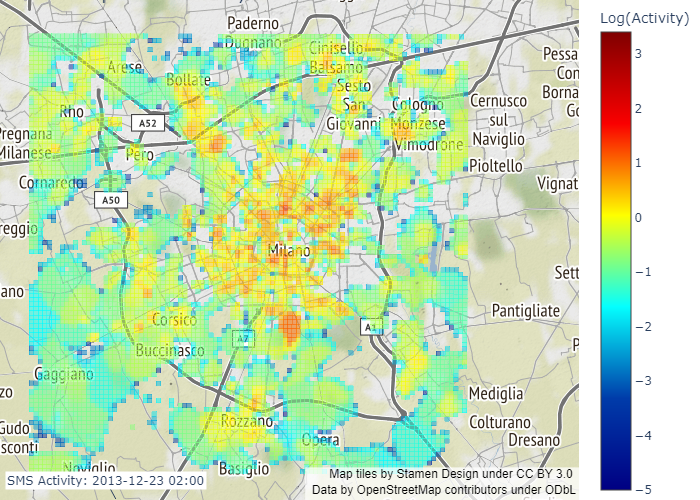 Log(Activity)
3
2
1
0
−1
−2
−3
−4
−5
Paderno
Dugnano
Cinisello
Balsamo
Arese
Bollate
Sesto
San
Giovanni
Cologno
Monzese
Vimodrone
Cernusco
sul
Naviglio
Pessa
Con
Borna
Go
Rho
A52
Pregnana
Milanese
Pero
Pioltello
Cornaredo
Vignat
A50
reggio
Milano
Sett
ano
Corsico
A7
A1
Pantigliate
Buccinasco
P
Gaggiano
zo
Mediglia
Gudo
sconti
Rozzano
Opera
Colturano
Dresano
Noviglio
Basiglio
SMS Activity: 2013-12-23 02:00
Map tiles by Stamen Design under CC BY 3.0
Data by OpenStreetMap contributors under ODbL